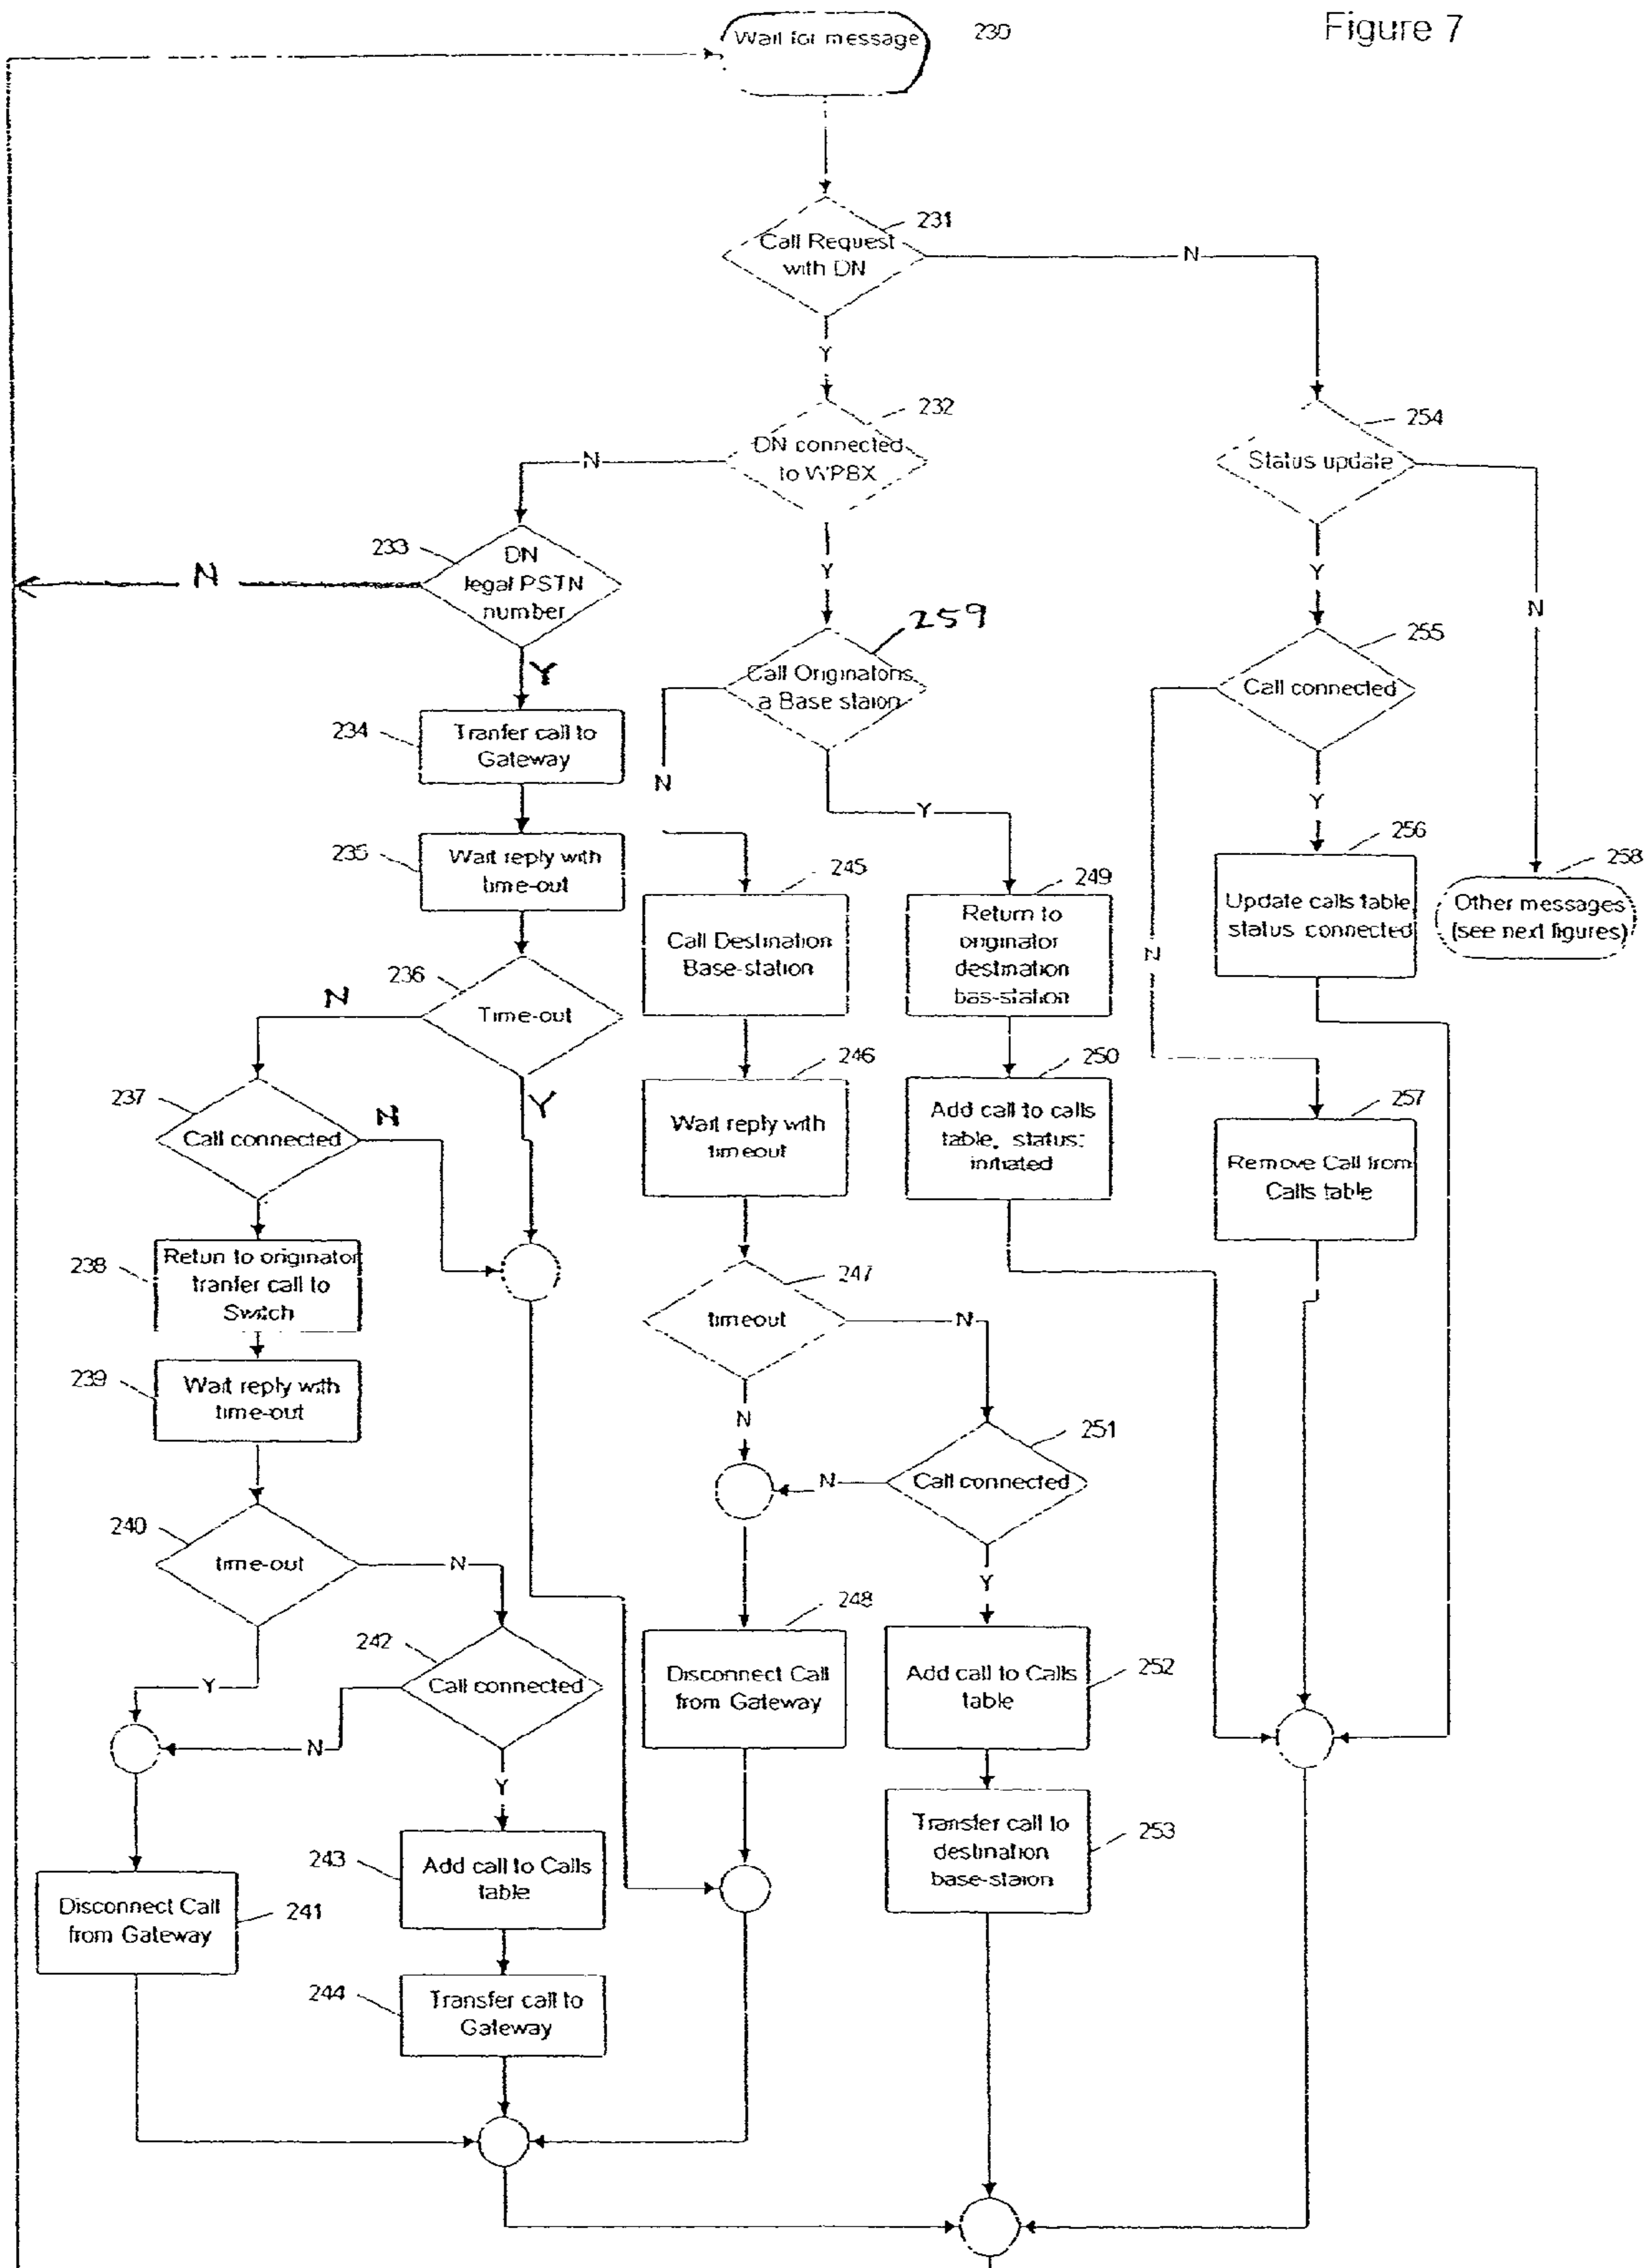 Figure 7
Wait for message
230
231
Call Request
with DN
N
Y
232
DN connected
to WPBX
N
Y
254
Status update
Y
N
233
DN
legal PSTN
number
N
Y
259
Call Originatons
a Base staion
N
Y
255
Call connected
Y
N
234
Tranfer call to
Gateway
235
Wait reply with
time-out
245
Call Destination
Base-station
249
Return to
originator
destination
bas-station
256
Update calls table
status connected
258
Other messages
(see next figures)
236
Time-out
N
Y
246
Wait reply with
timeout
250
Add call to calls
table, status:
initiated
257
Remove Call from
Calls table
237
Call connected
N
238
Retun to originator
tranfer call to
Switch
247
timeout
N
N
239
Wait reply with
time-out
251
Call connected
N
Y
240
time-out
N
Y
242
Call connected
N
Y
248
Disconnect Call
from Gateway
252
Add call to Calls
table
253
Transfer call to
destination
base-staion
243
Add call to Calls
table
241
Disconnect Call
from Gateway
244
Transfer call to
Gateway